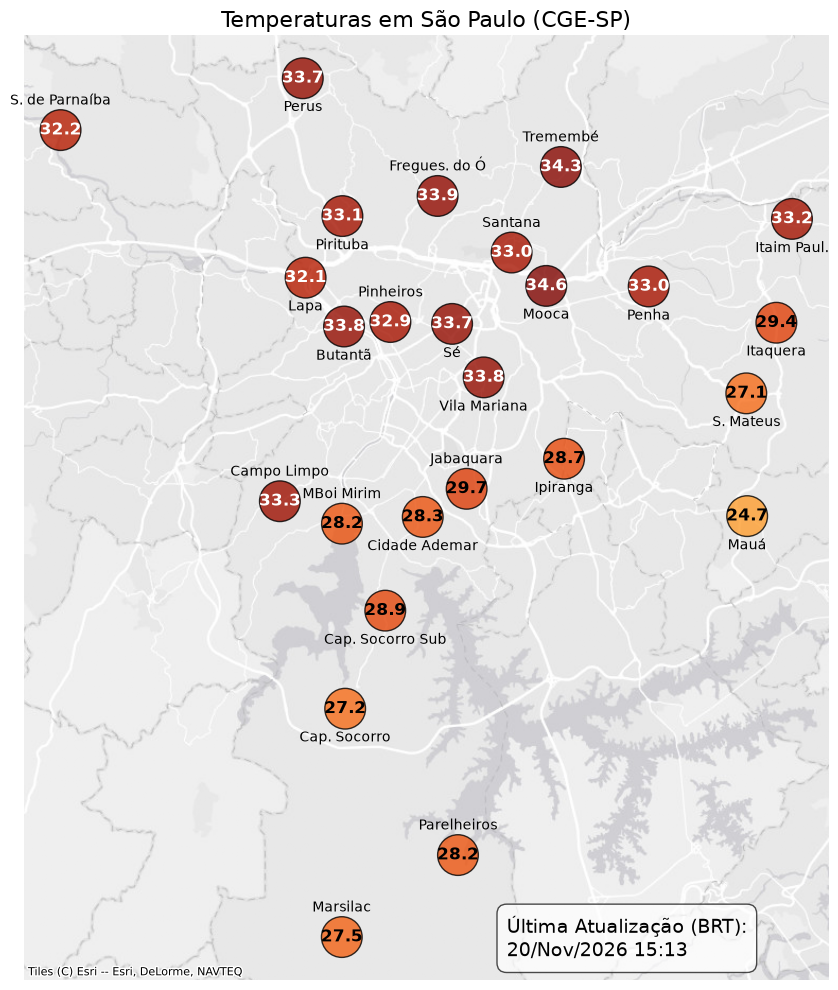 Temperaturas em São Paulo (CGE-SP)
33.7
Perus
S. de Parnaíba
32.2
Tremembé
34.3
Fregues. do Ó
33.9
33.1
Pirituba
33.2
Itaim Paul.
Santana
33.0
32.1
Lapa
34.6
Mooca
33.0
Penha
Pinheiros
32.9
33.8
Butantã
33.7
Sé
29.4
Itaquera
33.8
Vila Mariana
27.1
S. Mateus
28.7
Ipiranga
Jabaquara
29.7
Campo Limpo
33.3
MBoi Mirim
28.2
28.3
Cidade Ademar
24.7
Mauá
28.9
Cap. Socorro Sub
27.2
Cap. Socorro
Parelheiros
28.2
Marsilac
27.5
Última Atualização (BRT):
20/Nov/2026 15:13
Tiles (C) Esri -- Esri, DeLorme, NAVTEQ